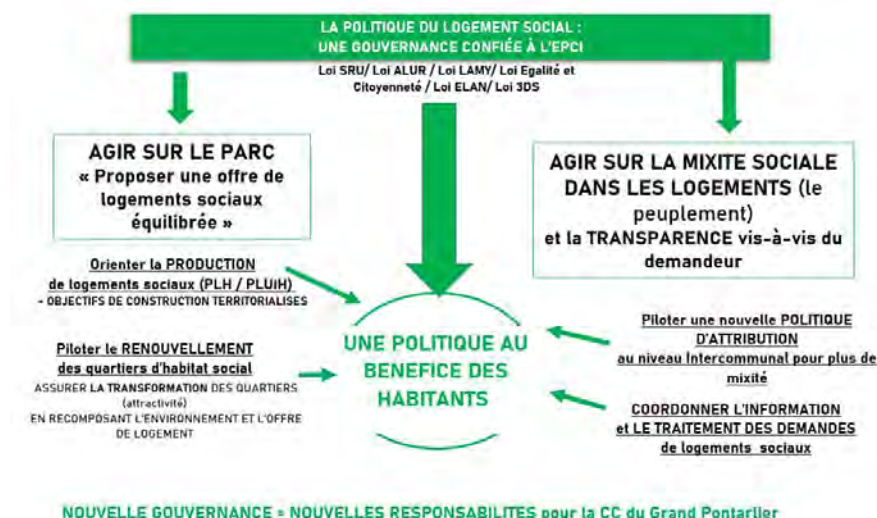 LA POLITIQUE DU LOGEMENT SOCIAL :
UNE GOUVERNANCE CONFIÉE À L'EPCI
Loi SRU/ Loi ALUR / Loi LAMY/ Loi Egalité et
Citoyenneté / Loi ELAN/ Loi 3DS
AGIR SUR LE PARC
« Proposer une offre de
logements sociaux
équilibrée »
AGIR SUR LA MIXITE SOCIALE
DANS LES LOGEMENTS (le
peuplement)
et la TRANSPARENCE vis-à-vis du
demandeur
Orienter la PRODUCTION
de logements sociaux (PLH / PLUiH)
- OBJECTIFS DE CONSTRUCTION TERRITORIALISES
Piloter le RENOUVELLEMENT
des quartiers d'habitat social
ASSURER LA TRANSFORMATION DES QUARTIERS
(attractivité)
EN RECOMPOSANT L'ENVIRONNEMENT ET L'OFFRE
DE LOGEMENT
UNE POLITIQUE AU
BENEFICE DES
HABITANTS
Piloter une nouvelle POLITIQUE
D'ATTRIBUTION
au niveau Intercommunal pour plus de
mixité
COORDONNER L'INFORMATION
et LE TRAITEMENT DES DEMANDES
de logements sociaux
NOUVELLE GOUVERNANCE = NOUVELLES RESPONSABILITES pour la CC du Grand Pontarlier